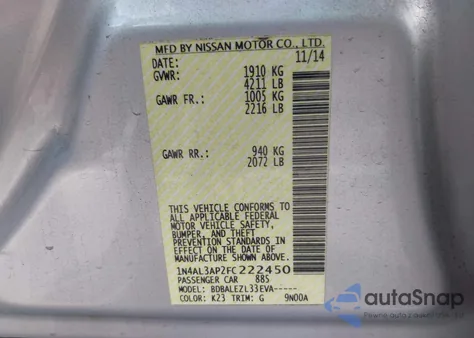 MFD BY NISSAN MOTOR CO., LTD.
DATE: 11/14
GVWR: 1910 KG
4211 LB
GAWR FR.: 1005 KG
2216 LB
GAWR RR.: 940 KG
2072 LB
THIS VEHICLE CONFORMS TO
ALL APPLICABLE FEDERAL
MOTOR VEHICLE SAFETY,
BUMPER, AND THEFT
PREVENTION STANDARDS IN
EFFECT ON THE DATE OF
MANUFACTURE SHOWN ABOVE.
1N4AL3AP2FC222450
PASSENGER CAR 885
MODEL: BDBALEZL33EVA-----
COLOR: K23 TRIM: G 9N00A
autoSnap